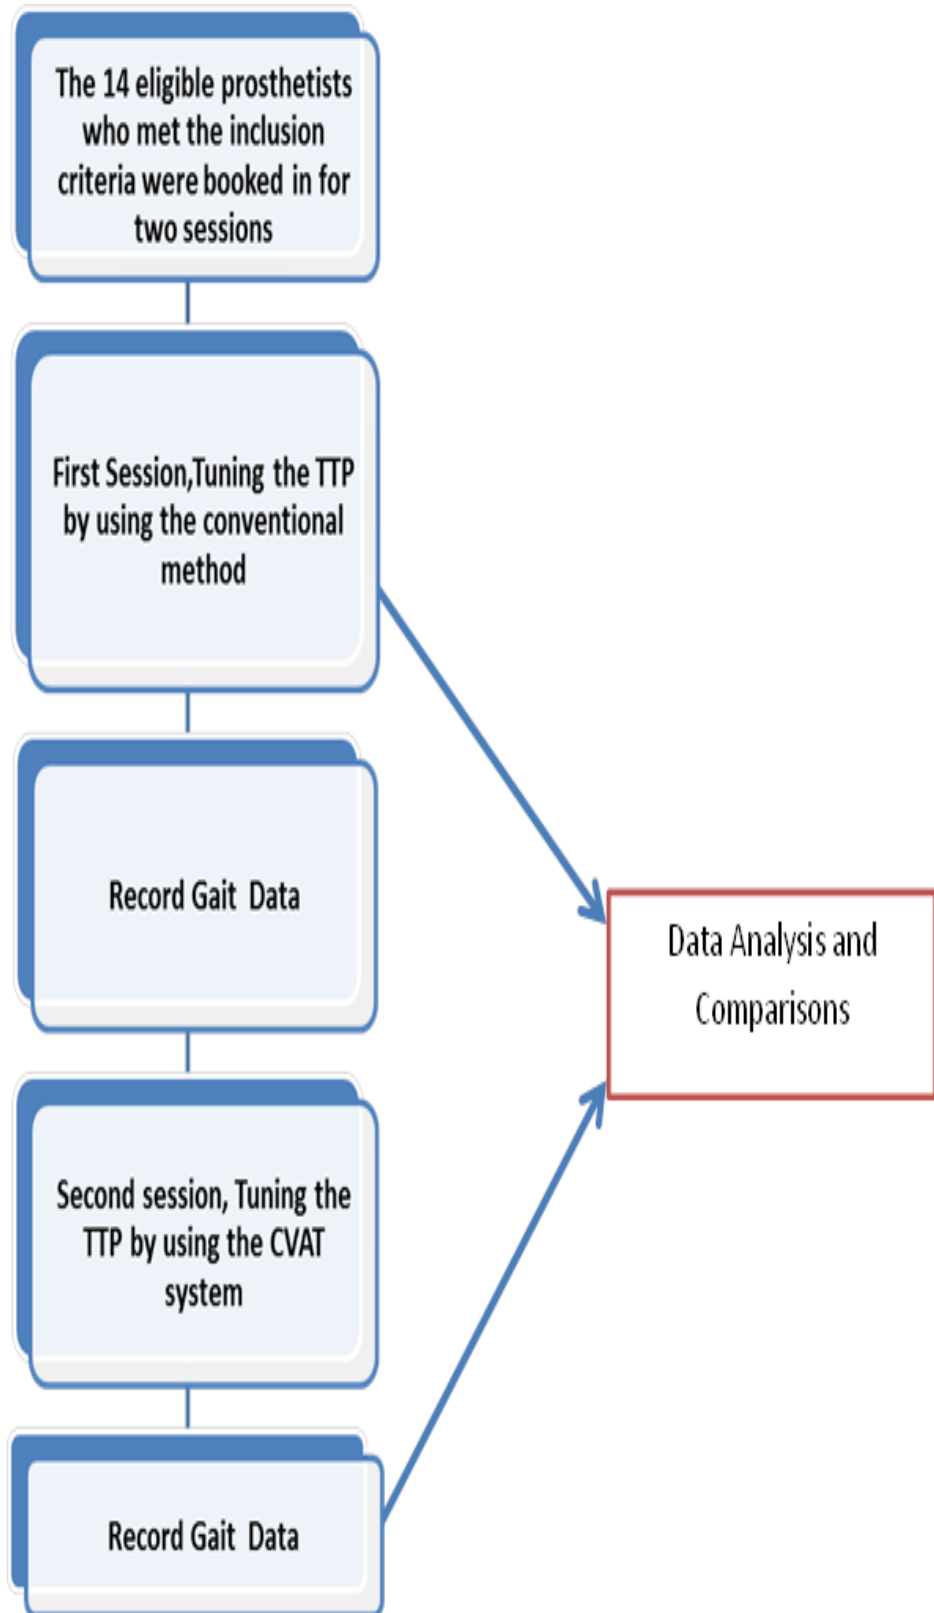 The 14 eligible prosthetists
who met the inclusion
criteria were booked in for
two sessions
First Session,Tuning the TTP
by using the conventional
method
Record Gait Data
Second session, Tuning the
TTP by using the CVAT
system
Record Gait Data
Data Analysis and
Comparisons